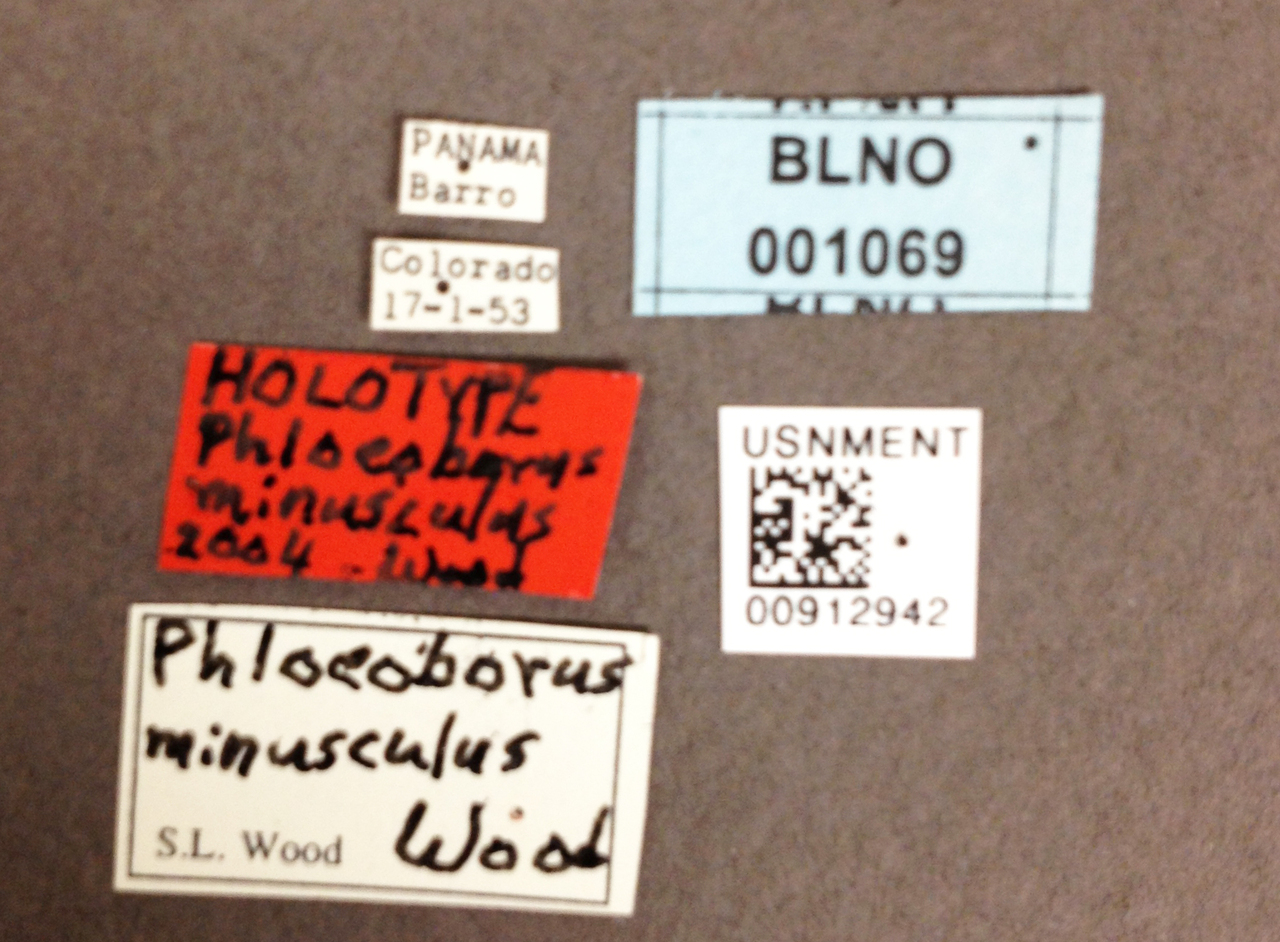 PANAMA
Barro
Colorado
17-1-53
HOLOTYPE
Phloeoborus
minusculus
2004 Wood
Phloeoborus
minusculus
Wood
S.L. Wood
BLNO
001069
BLNO
USNMENT
00912942